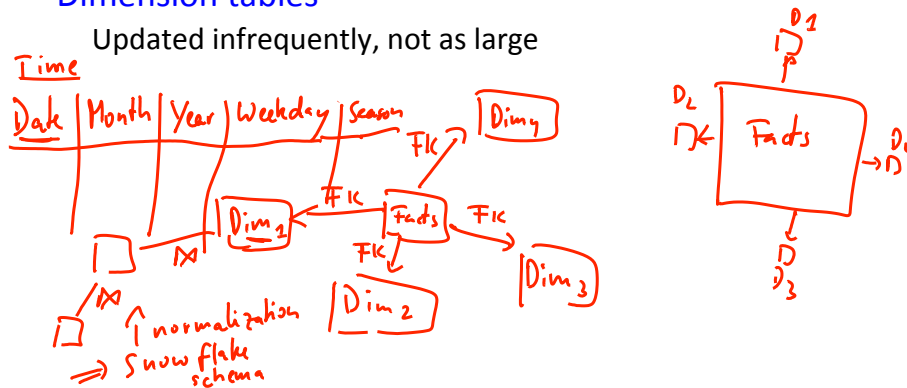 Dimension tables
Updated infrequently, not as large
Time
Date Month Year Weekday Season
Dim4
FK
FK
Dim1
Facts
FK
FK
Dim2
Dim3
⋈
⋈
↑ normalization
⇒ Snowflake
schema
D1
D2
Facts
D3